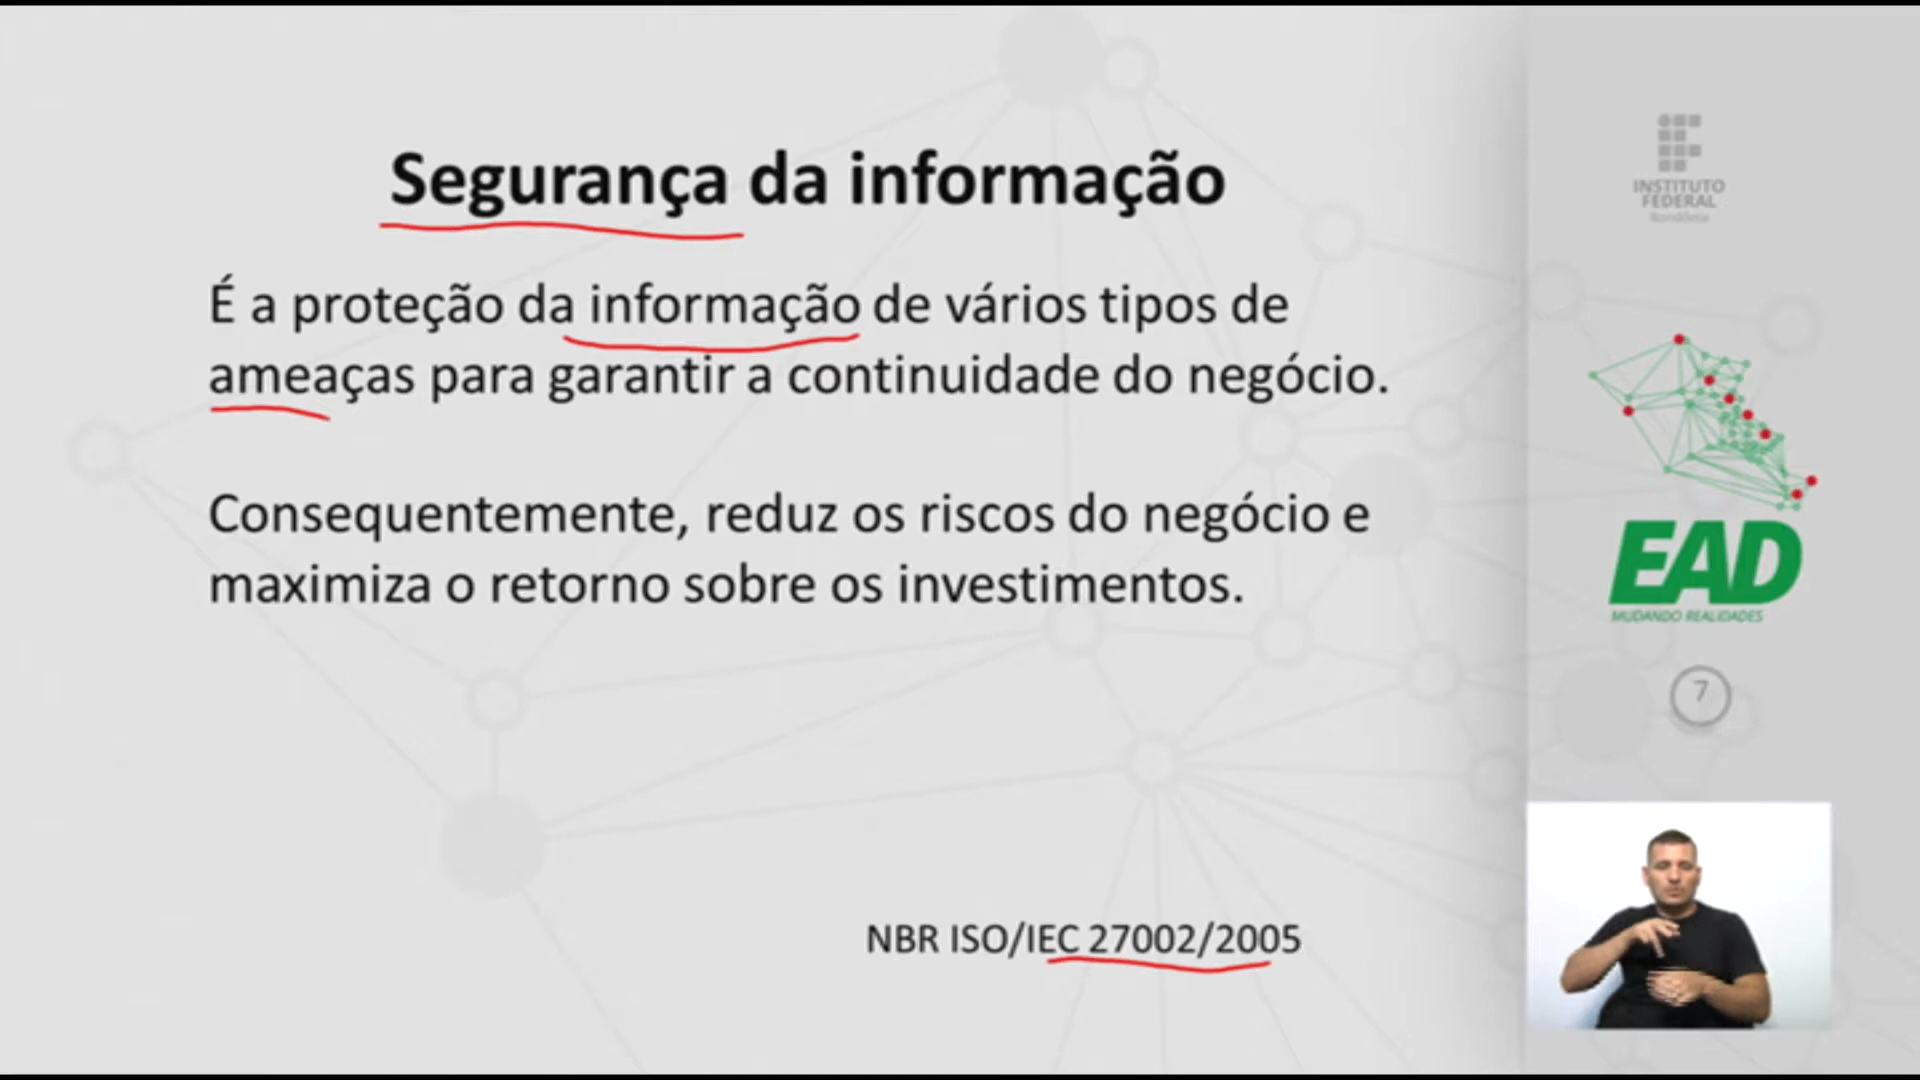 Segurança da informação
É a proteção da informação de vários tipos de
ameaças para garantir a continuidade do negócio.
Consequentemente, reduz os riscos do negócio e
maximiza o retorno sobre os investimentos.
NBR ISO/IEC 27002/2005
INSTITUTO
FEDERAL
Rondônia
EAD
MUDANDO REALIDADES
7